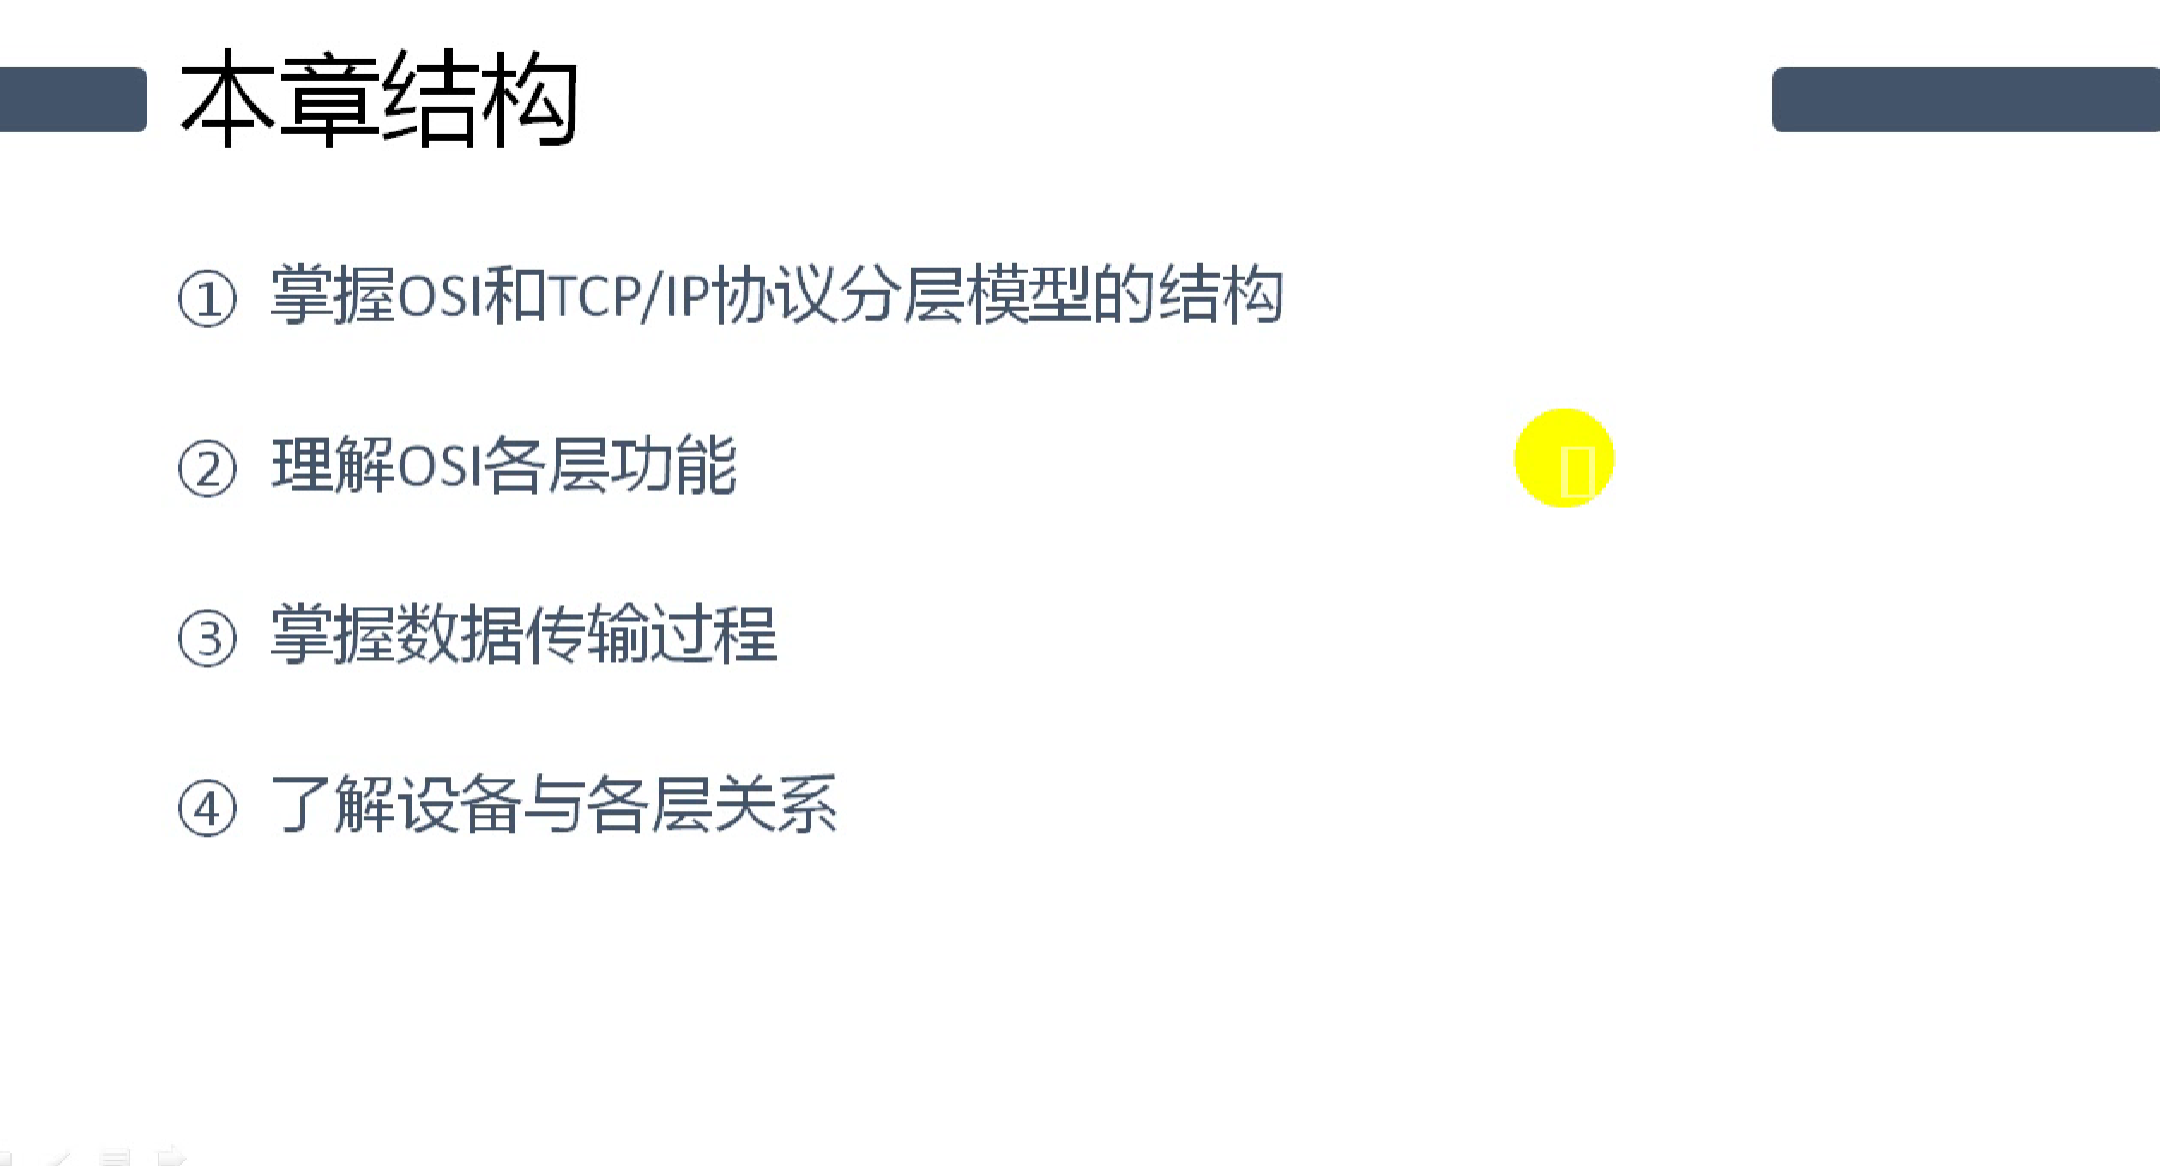 本章结构
① 掌握OSI和TCP/IP协议分层模型的结构
② 理解OSI各层功能
③ 掌握数据传输过程
④ 了解设备与各层关系